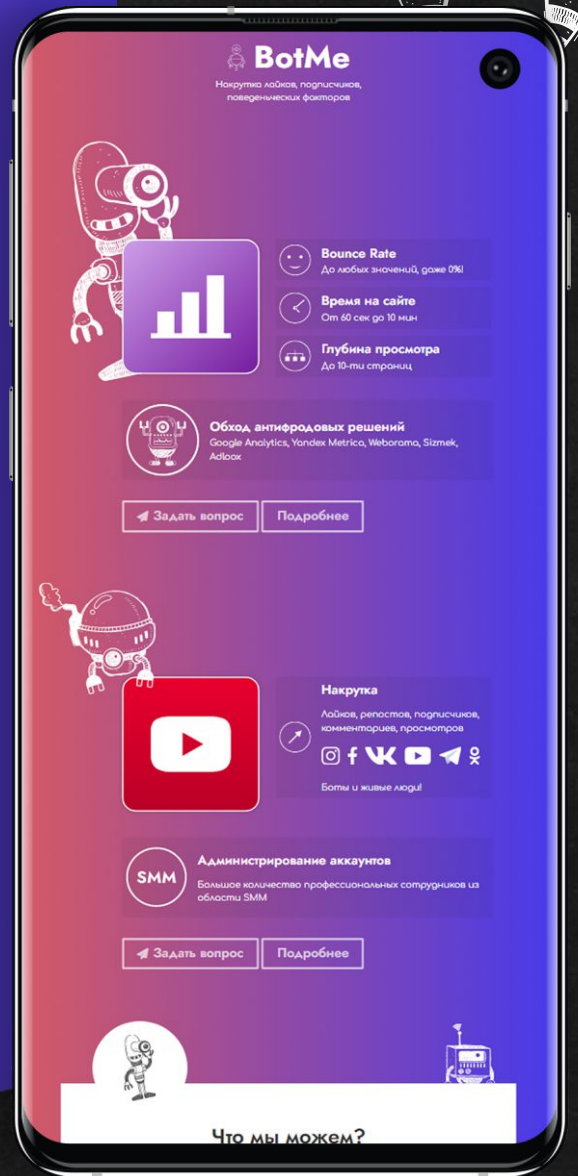 BotMe
Накрутка лайков, подписчиков,
поведеньческих факторов
Bounce Rate
До любых значений, даже 0%!
Время на сайте
От 60 сек до 10 мин
Глубина просмотра
До 10-ти страниц
Обход антифродовых решений
Google Analytics, Yandex Metrica, Weborama, Sizmek,
Adloox
Задать вопрос
Подробнее
Накрутка
Лайков, репостов, подписчиков,
комментариев, просмотров
Боты и живые люди!
SMM
Администрирование аккаунтов
Большое количество профессиональных сотрудников из
области SMM
Задать вопрос
Подробнее
Что мы можем?